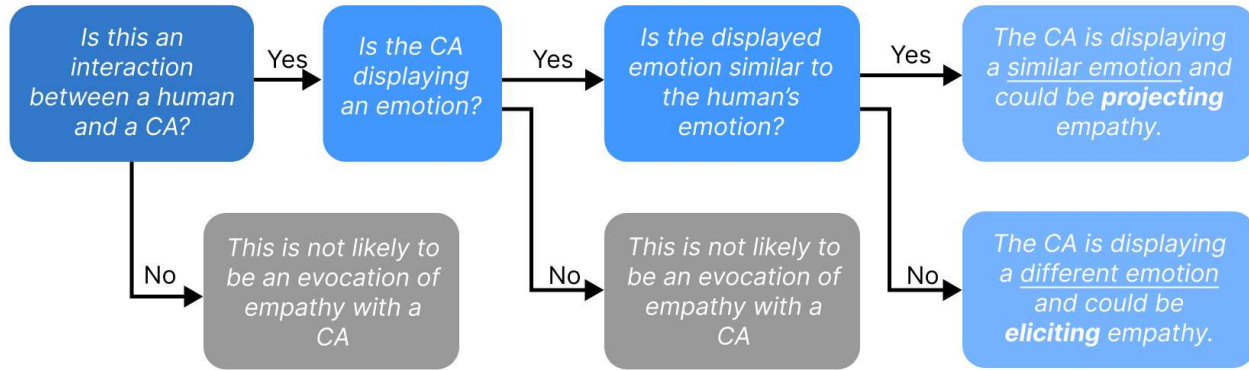 Is this an
interaction
between a human
and a CA?
Yes
Is the CA
displaying
an emotion?
Yes
Is the displayed
emotion similar to
the human's
emotion?
Yes
The CA is displaying
a similar emotion and
could be projecting
empathy.
No
This is not likely to
be an evocation of
empathy with a
CA
No
This is not likely to
be an evocation of
empathy with a
CA
No
The CA is displaying
a different emotion
and could be
eliciting empathy.